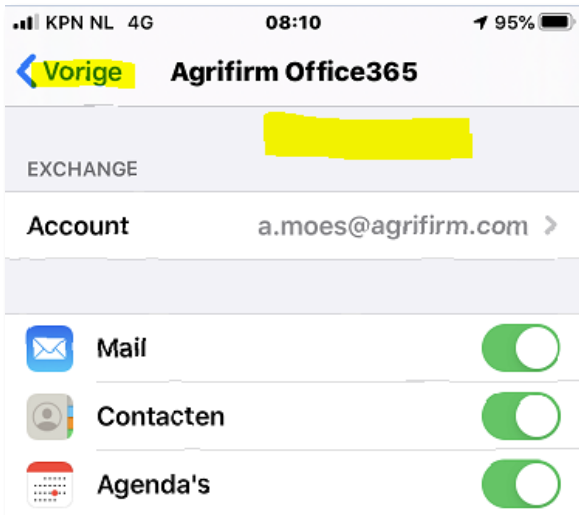 KPN NL 4G 08:10 95%
Vorige Agrifirm Office365
EXCHANGE
Account a.moes@agrifirm.com
Mail
Contacten
Agenda's